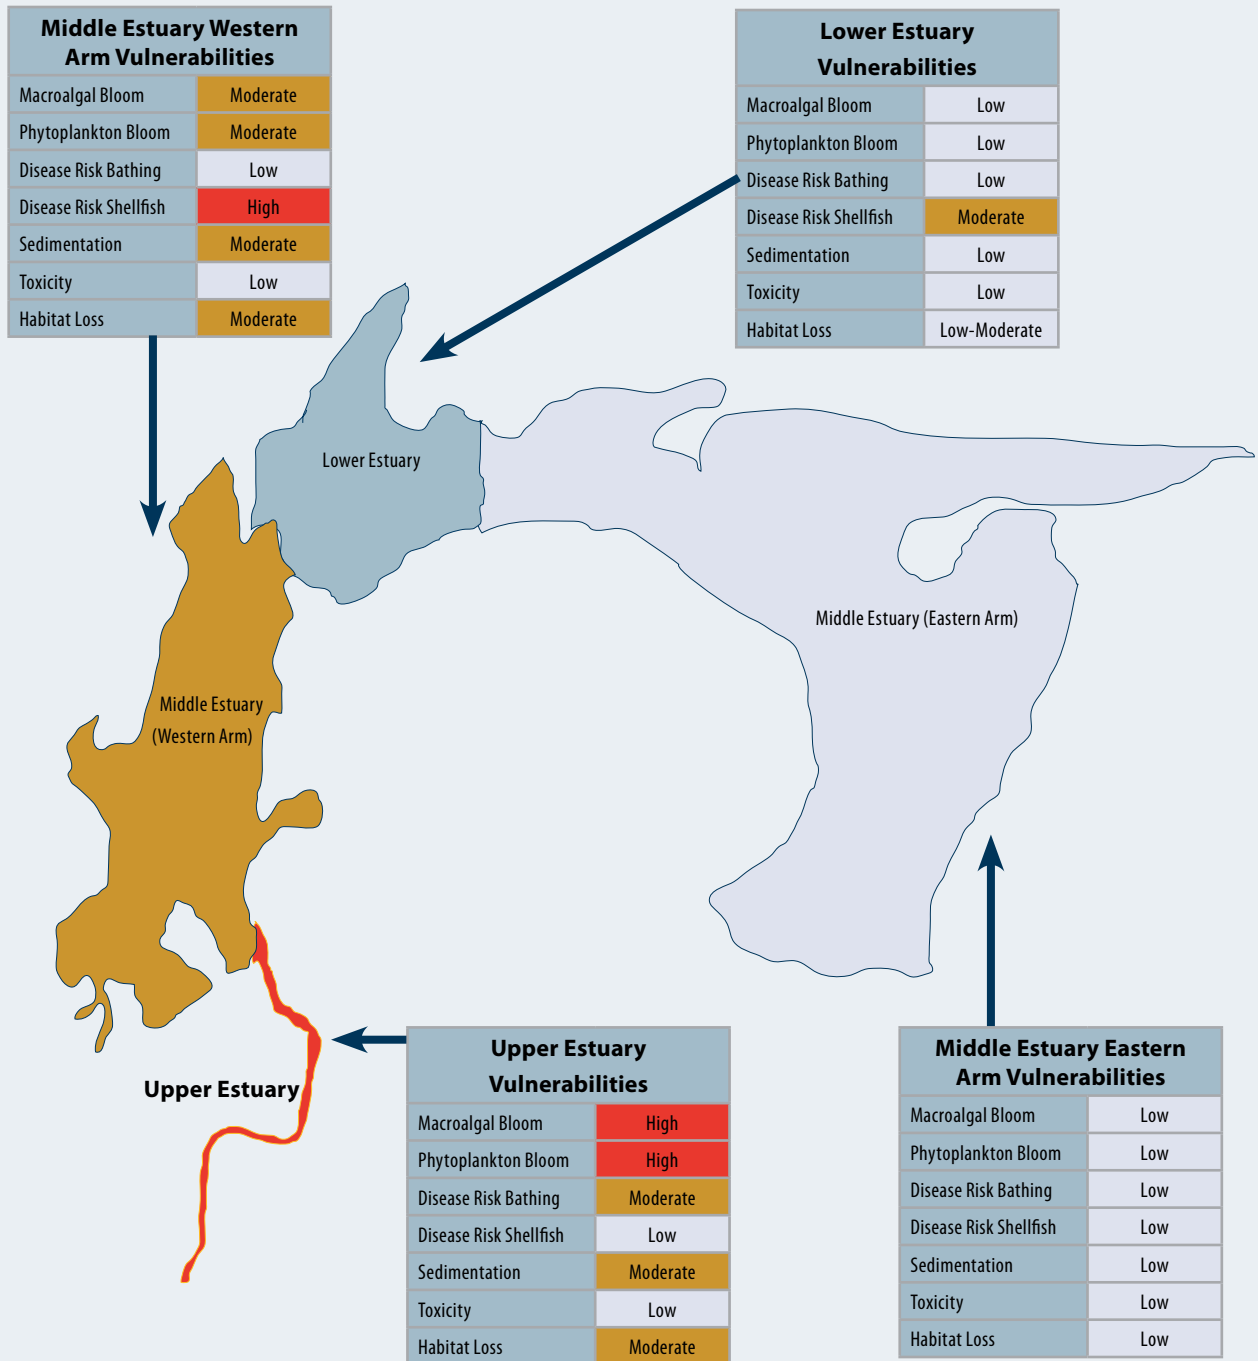 Middle Estuary Western
Arm Vulnerabilities
Macroalgal Bloom Moderate
Phytoplankton Bloom Moderate
Disease Risk Bathing Low
Disease Risk Shellfish High
Sedimentation Moderate
Toxicity Low
Habitat Loss Moderate
Lower Estuary
Vulnerabilities
Macroalgal Bloom Low
Phytoplankton Bloom Low
Disease Risk Bathing Low
Disease Risk Shellfish Moderate
Sedimentation Low
Toxicity Low
Habitat Loss Low-Moderate
Lower Estuary
Middle Estuary (Eastern Arm)
Middle Estuary
(Western Arm)
Upper Estuary
Upper Estuary
Vulnerabilities
Macroalgal Bloom High
Phytoplankton Bloom High
Disease Risk Bathing Moderate
Disease Risk Shellfish Low
Sedimentation Moderate
Toxicity Low
Habitat Loss Moderate
Middle Estuary Eastern
Arm Vulnerabilities
Macroalgal Bloom Low
Phytoplankton Bloom Low
Disease Risk Bathing Low
Disease Risk Shellfish Low
Sedimentation Low
Toxicity Low
Habitat Loss Low